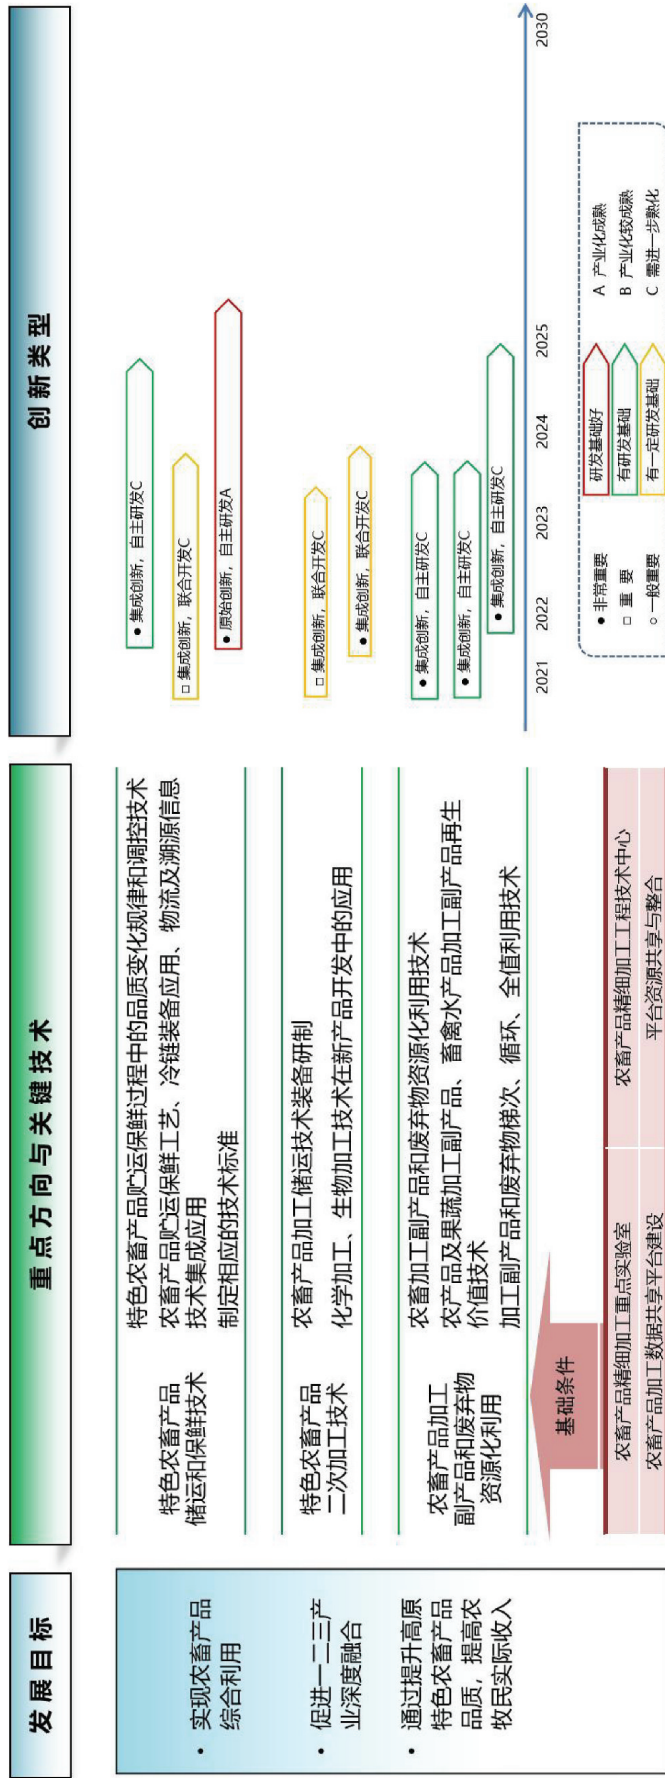 发展目标
重点方向与关键技术
创新类型
• 实现农畜产品
综合利用
• 促进一二三产
业深度融合
• 通过提升高原
特色农畜产品
品质，提高农
牧民实际收入
特色农畜产品
储运和保鲜技术
特色农畜产品贮运保鲜过程中的品质变化规律和调控技术
农畜产品贮运保鲜工艺、冷链装备应用、物流及溯源信息
技术集成应用
制定相应的技术标准
特色农畜产品
二次加工技术
农畜产品加工储运技术装备研制
化学加工、生物加工技术在新产品开发中的应用
农畜产品加工
副产品和废弃物
资源化利用
农畜加工副产品和废弃物资源化利用技术
农产品及果蔬加工副产品、畜禽水产品加工副产品再生
价值技术
加工副产品和废弃物梯次、循环、全值利用技术
基础条件
农畜产品精细加工重点实验室
农畜产品精细加工工程技术中心
农畜产品加工数据共享平台建设
平台资源共享与整合
● 集成创新，自主研发C
□ 集成创新，联合开发C
● 原始创新，自主研发A
□ 集成创新，联合开发C
● 集成创新，联合开发C
● 集成创新，自主研发C
● 集成创新，自主研发C
● 集成创新，自主研发C
2021 2022 2023 2024 2025 2030
● 非常重要
□ 重 要
○ 一般重要
研发基础好
有研发基础
有一定研发基础
A 产业化成熟
B 产业化较成熟
C 需进一步熟化